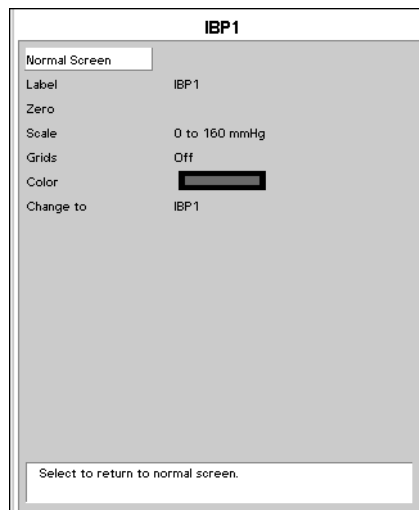 IBP1
Normal Screen
Label IBP1
Zero
Scale 0 to 160 mmHg
Grids Off
Color
Change to IBP1
Select to return to normal screen.